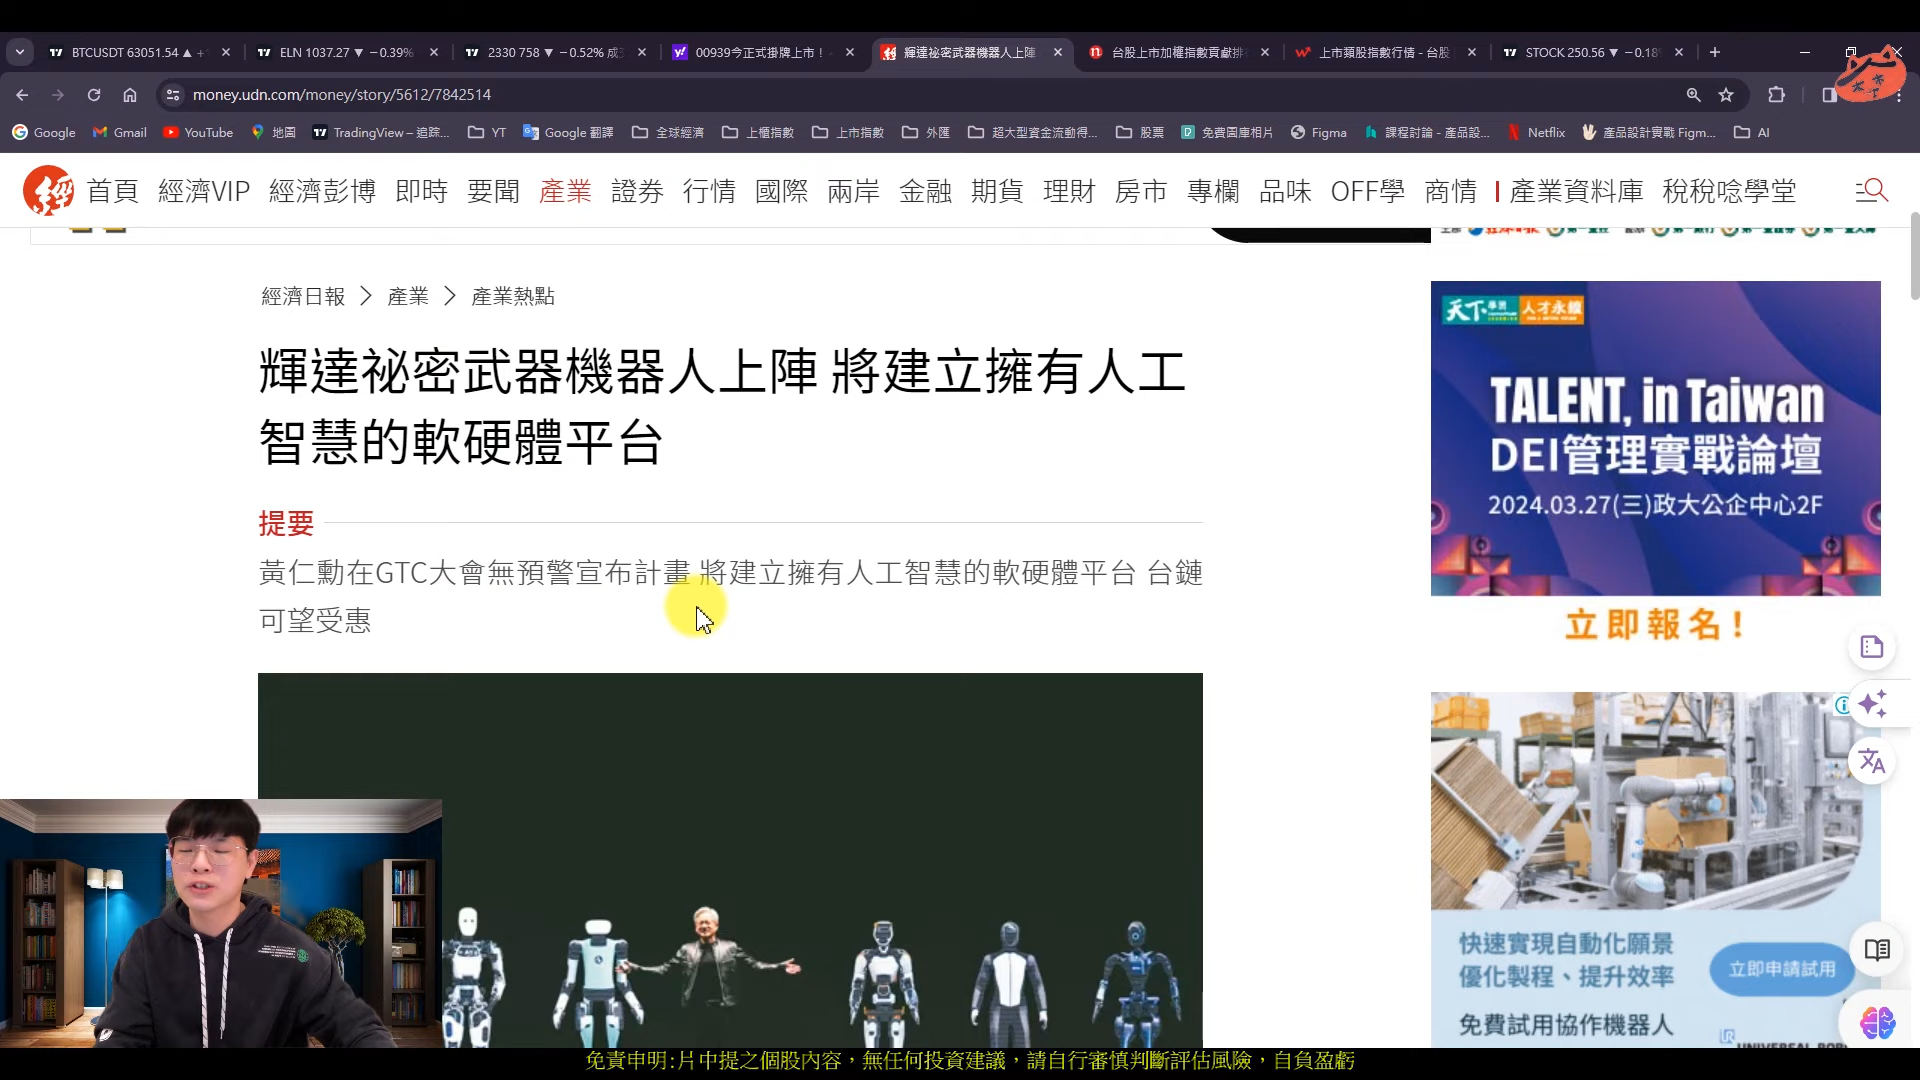 BTCUSDT 63051.54 ▲ +
ELN 1037.27 ▼ −0.39%
2330 758 ▼ −0.52%
00939今正式掛牌上市！
輝達祕密武器機器人上陣
台股上市加權指數貢獻排
上市類股指數行情 - 台股
STOCK 250.56 ▼ −0.18
money.udn.com/money/story/5612/7842514
Google
Gmail
YouTube
地圖
TradingView – 追踪...
YT
Google 翻譯
全球經濟
上櫃指數
上市指數
外匯
超大型資金流動得...
股票
免費圖庫相片
Figma
課程討論 - 產品設...
Netflix
產品設計實戰 Figm...
AI
首頁 經濟VIP 經濟彭博 即時 要聞 產業 證券 行情 國際 兩岸 金融 期貨 理財 房市 專欄 品味 OFF學 商情 產業資料庫 稅稅唸學堂
經濟日報 > 產業 > 產業熱點
輝達祕密武器機器人上陣 將建立擁有人工
智慧的軟硬體平台
提要
黃仁勳在GTC大會無預警宣布計畫 將建立擁有人工智慧的軟硬體平台 台鏈
可望受惠
天下學習 人才永續
TALENT, in Taiwan
DEI管理實戰論壇
2024.03.27(三)政大公企中心2F
立即報名！
快速實現自動化願景
優化製程、提升效率
立即申請試用
免費試用協作機器人
免責申明:片中提之個股內容，無任何投資建議，請自行審慎判斷評估風險，自負盈虧